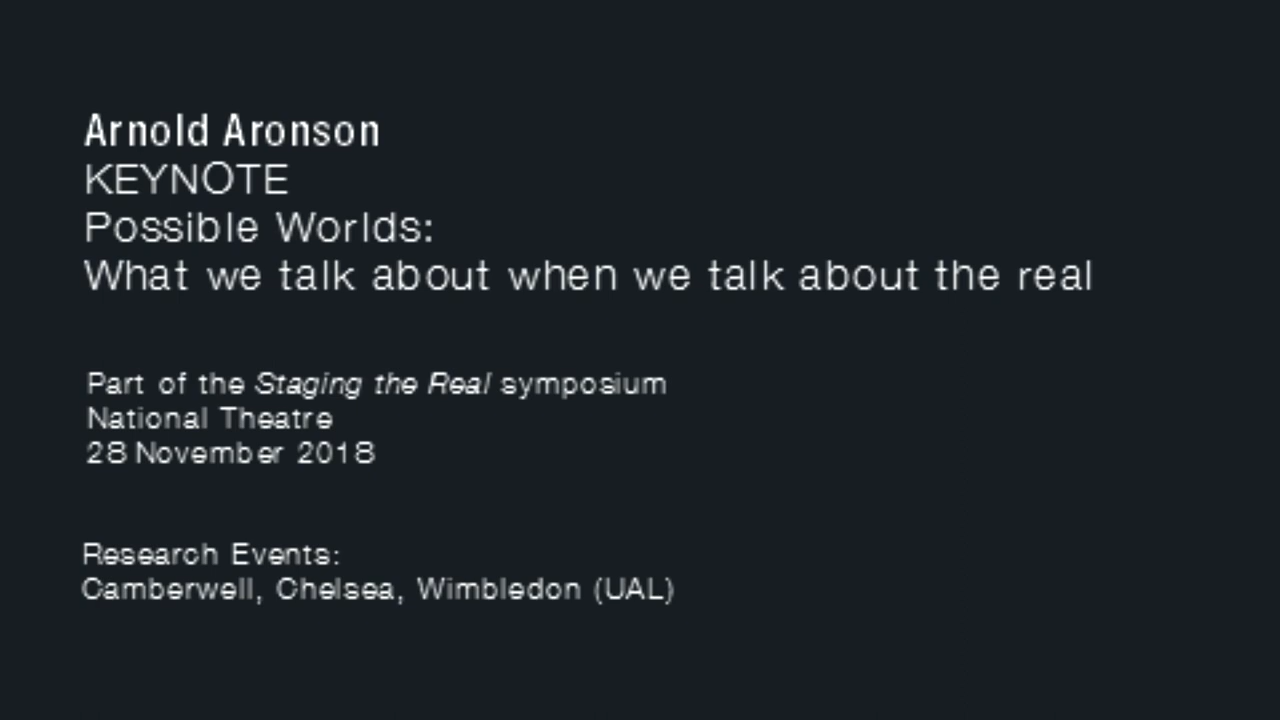 Arnold Aronson
KEYNOTE
Possible Worlds:
What we talk about when we talk about the real
Part of the Staging the Real symposium
National Theatre
28 November 2018
Research Events:
Camberwell, Chelsea, Wimbledon (UAL)